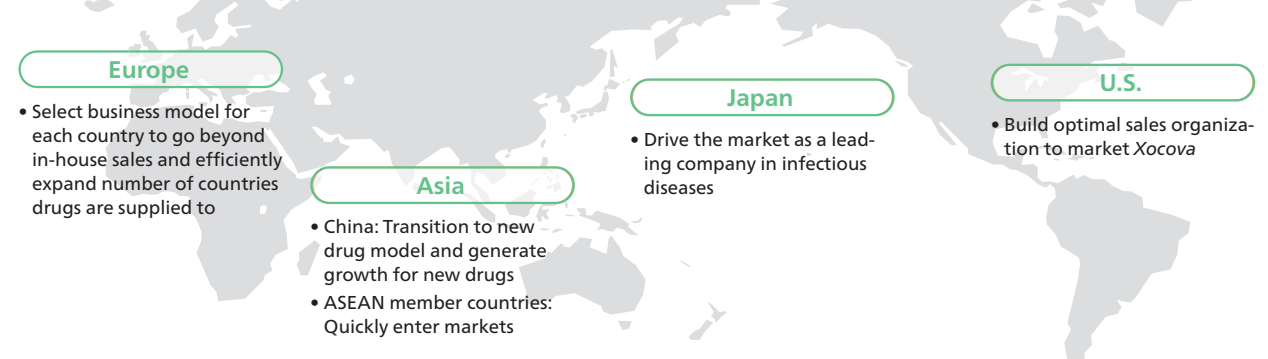 Europe
• Select business model for
each country to go beyond
in-house sales and efficiently
expand number of countries
drugs are supplied to
Asia
• China: Transition to new
drug model and generate
growth for new drugs
• ASEAN member countries:
Quickly enter markets
Japan
• Drive the market as a lead-
ing company in infectious
diseases
U.S.
• Build optimal sales organiza-
tion to market Xocova